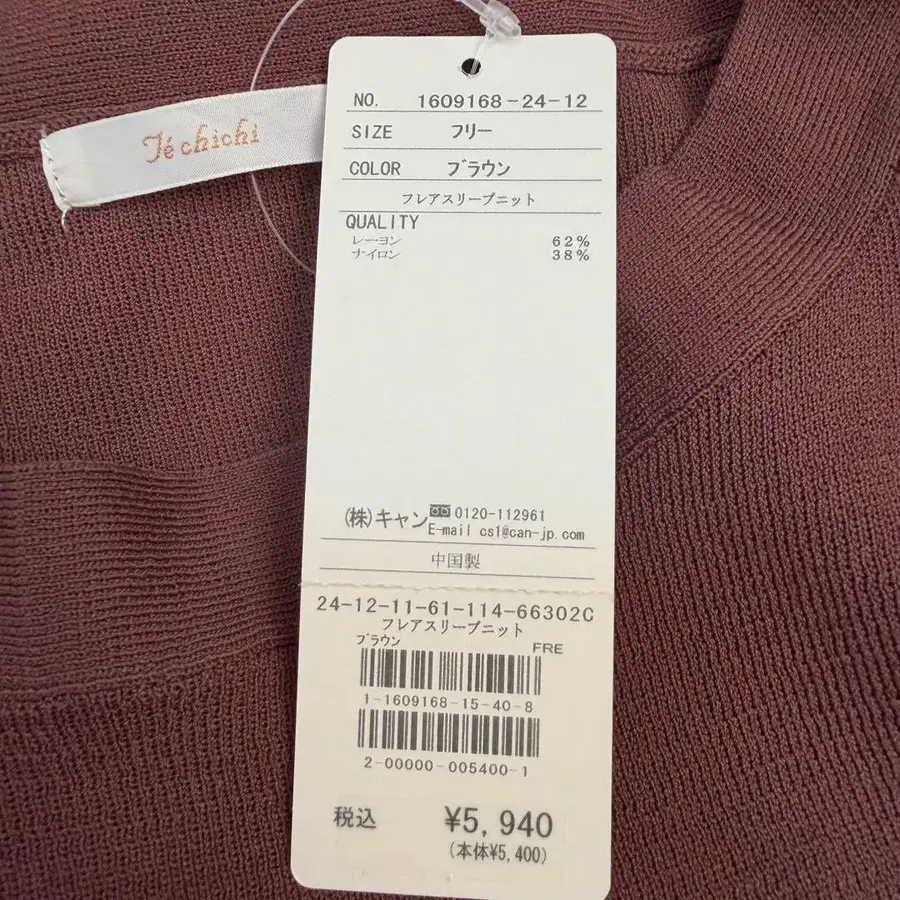 Té chichi
NO. 1609168-24-12
SIZE フリー
COLOR ブラウン
フレアスリーブニット
QUALITY
レーヨン 62%
ナイロン 38%
(株)キャン 0120-112961
E-mail cs1@can-jp.com
中国製
24-12-11-61-114-66302C
フレアスリーブニット
ブラウン FRE
1-1609168-15-40-8
2-00000-005400-1
税込 ¥5,940
(本体¥5,400)